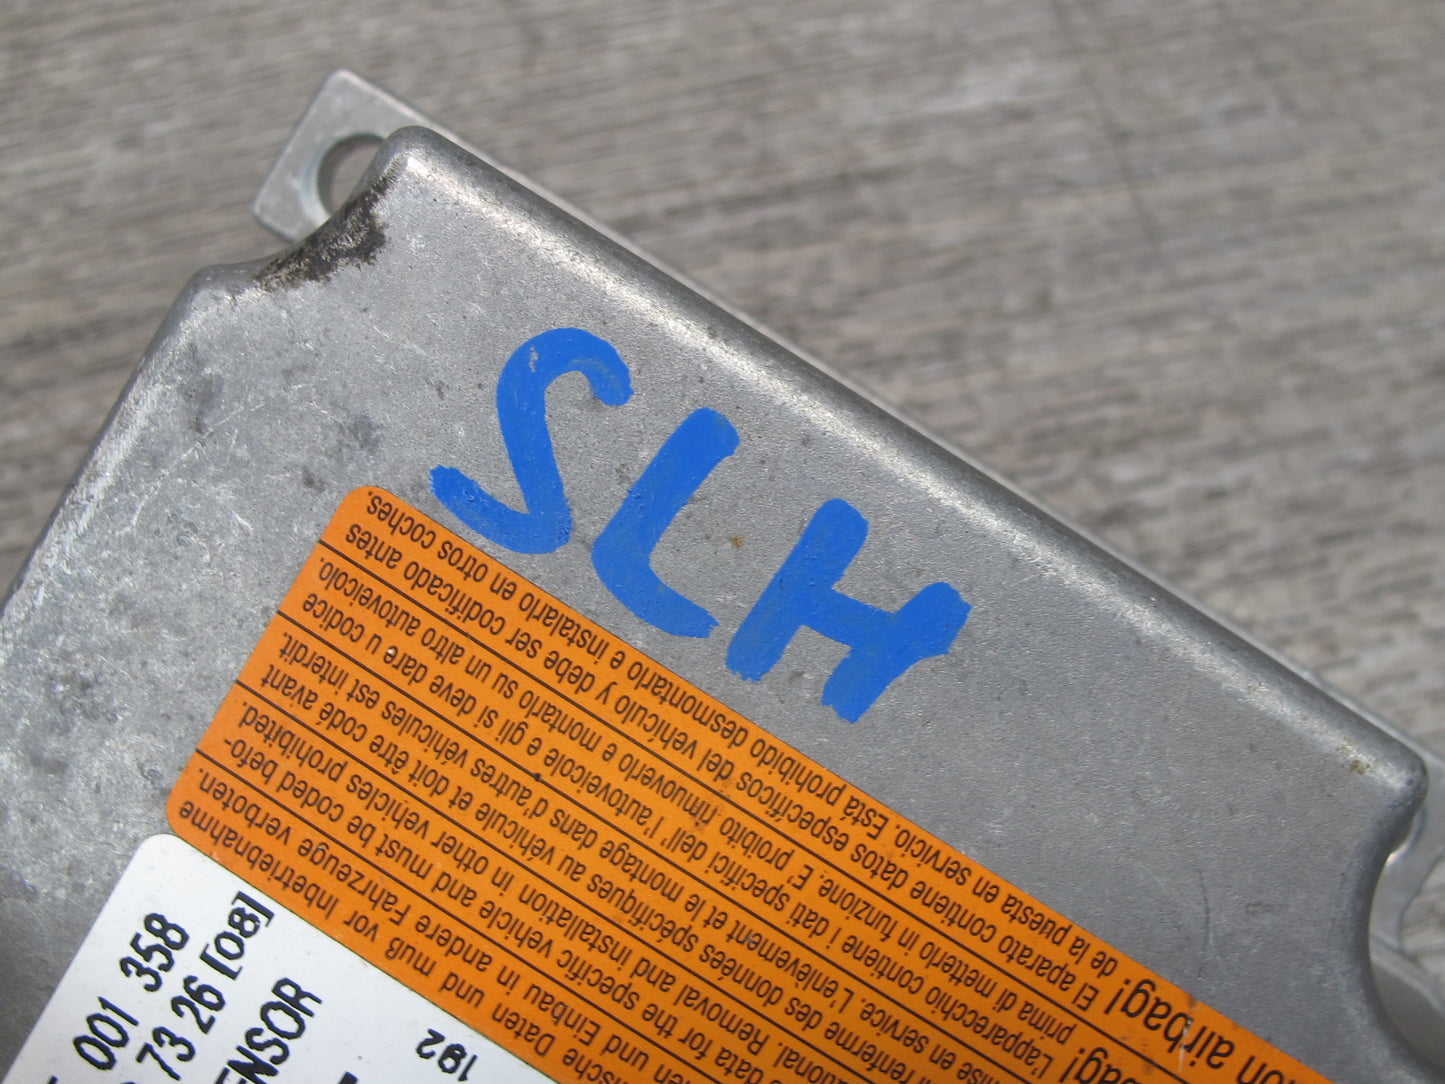 SLH
Daten und muß vor Inbetriebnahme
und Einbau in andere Fahrzeuge verboten.
data for the specific vehicle and must be coded befo-
Removal and installation in other vehicles prohibited.
renferme des données spécifiques au véhicule et doit être codé avant
mise en service. L'enlèvement et le montage dans d'autres véhicules est interdit.
bag! L'apparecchio contiene i dati specifici dell' l'autoveicole e gli si deve dare u codice
prima di metterlo in funzione. E' proibito rimuoverlo e montarlo su un altro autoveicolo.
on airbag! El aparato contiene datos específicos del vehículo y debe ser codificado antes
de la puesta en servicio. Está prohibido desmontarlo e instalarlo en otros coches.
001 358
73 26 [08]
ENSOR
192